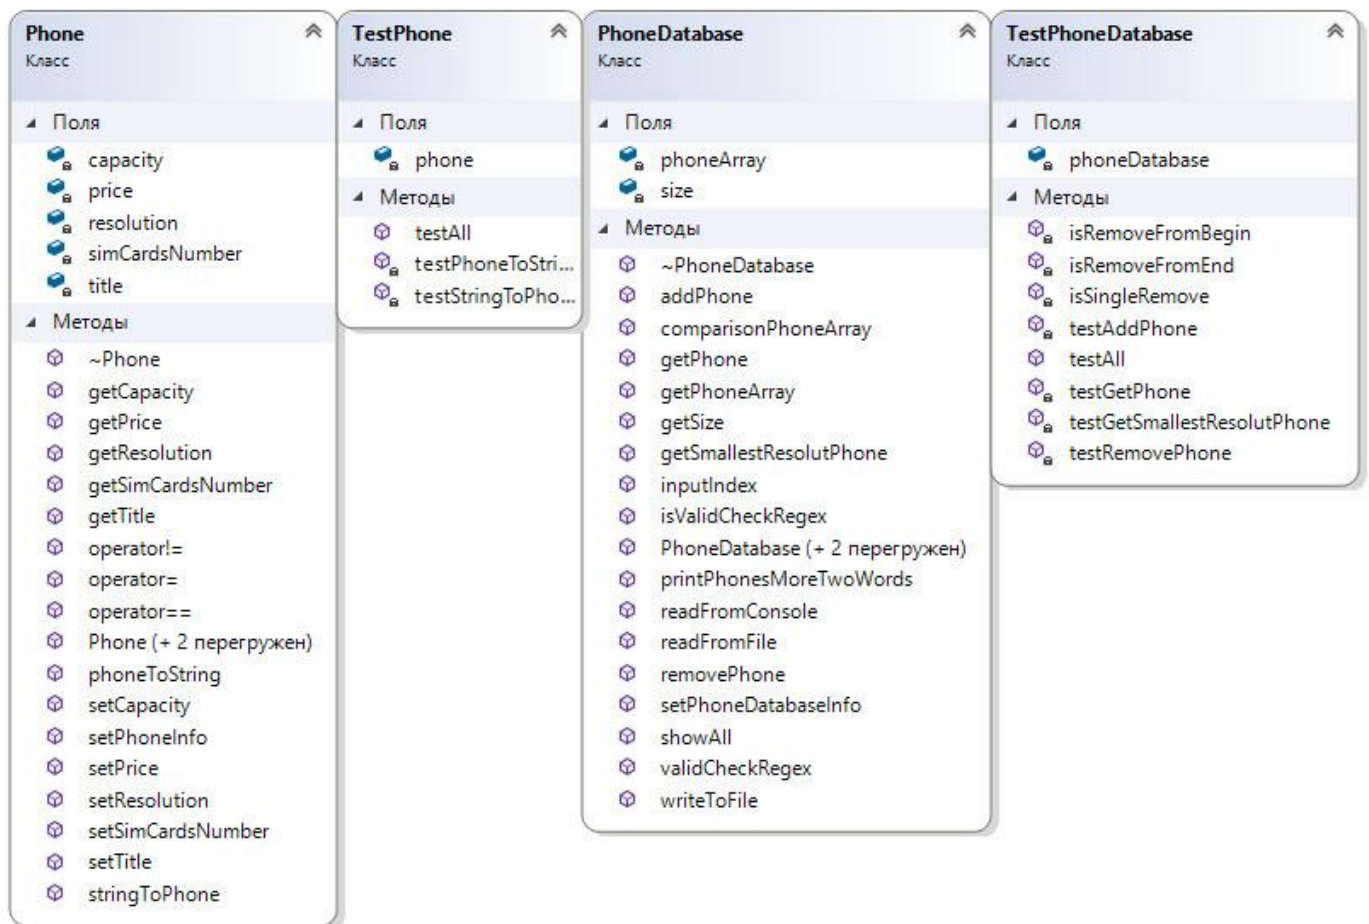 Phone
Класс
Поля
capacity
price
resolution
simCardsNumber
title
Методы
~Phone
getCapacity
getPrice
getResolution
getSimCardsNumber
getTitle
operator!=
operator=
operator==
Phone (+ 2 перегружен)
phoneToString
setCapacity
setPhoneInfo
setPrice
setResolution
setSimCardsNumber
setTitle
stringToPhone
TestPhone
Класс
Поля
phone
Методы
testAll
testPhoneToStri...
testStringToPho...
PhoneDatabase
Класс
Поля
phoneArray
size
Методы
~PhoneDatabase
addPhone
comparisonPhoneArray
getPhone
getPhoneArray
getSize
getSmallestResolutPhone
inputIndex
isValidCheckRegex
PhoneDatabase (+ 2 перегружен)
printPhonesMoreTwoWords
readFromConsole
readFromFile
removePhone
setPhoneDatabaseInfo
showAll
validCheckRegex
writeToFile
TestPhoneDatabase
Класс
Поля
phoneDatabase
Методы
isRemoveFromBegin
isRemoveFromEnd
isSingleRemove
testAddPhone
testAll
testGetPhone
testGetSmallestResolutPhone
testRemovePhone